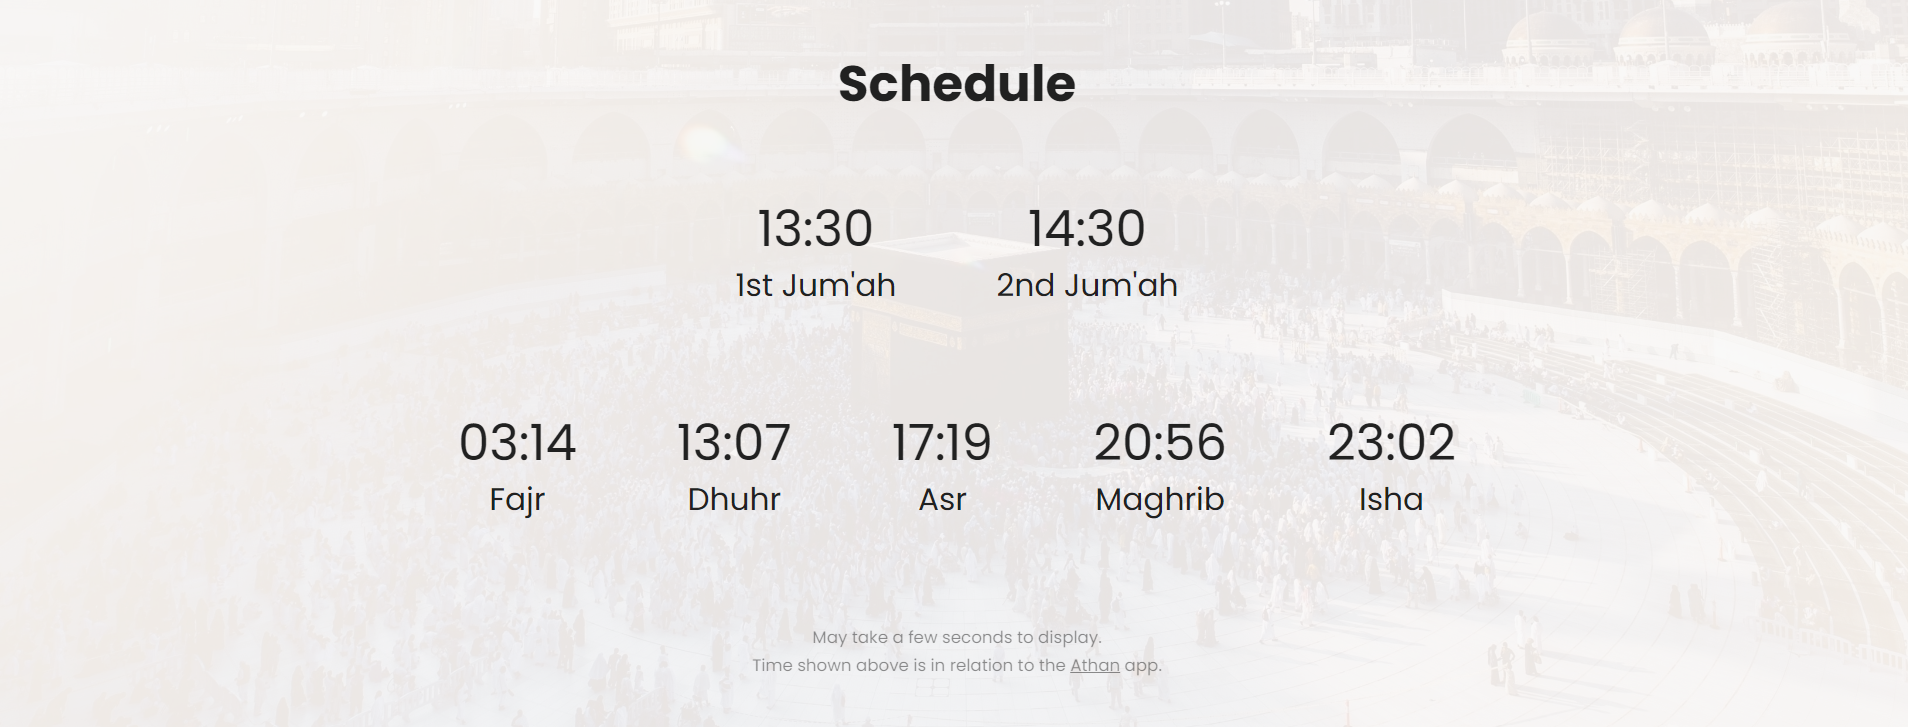 Schedule
13:30 14:30
1st Jum'ah 2nd Jum'ah
03:14 13:07 17:19 20:56 23:02
Fajr Dhuhr Asr Maghrib Isha
May take a few seconds to display.
Time shown above is in relation to the Athan app.